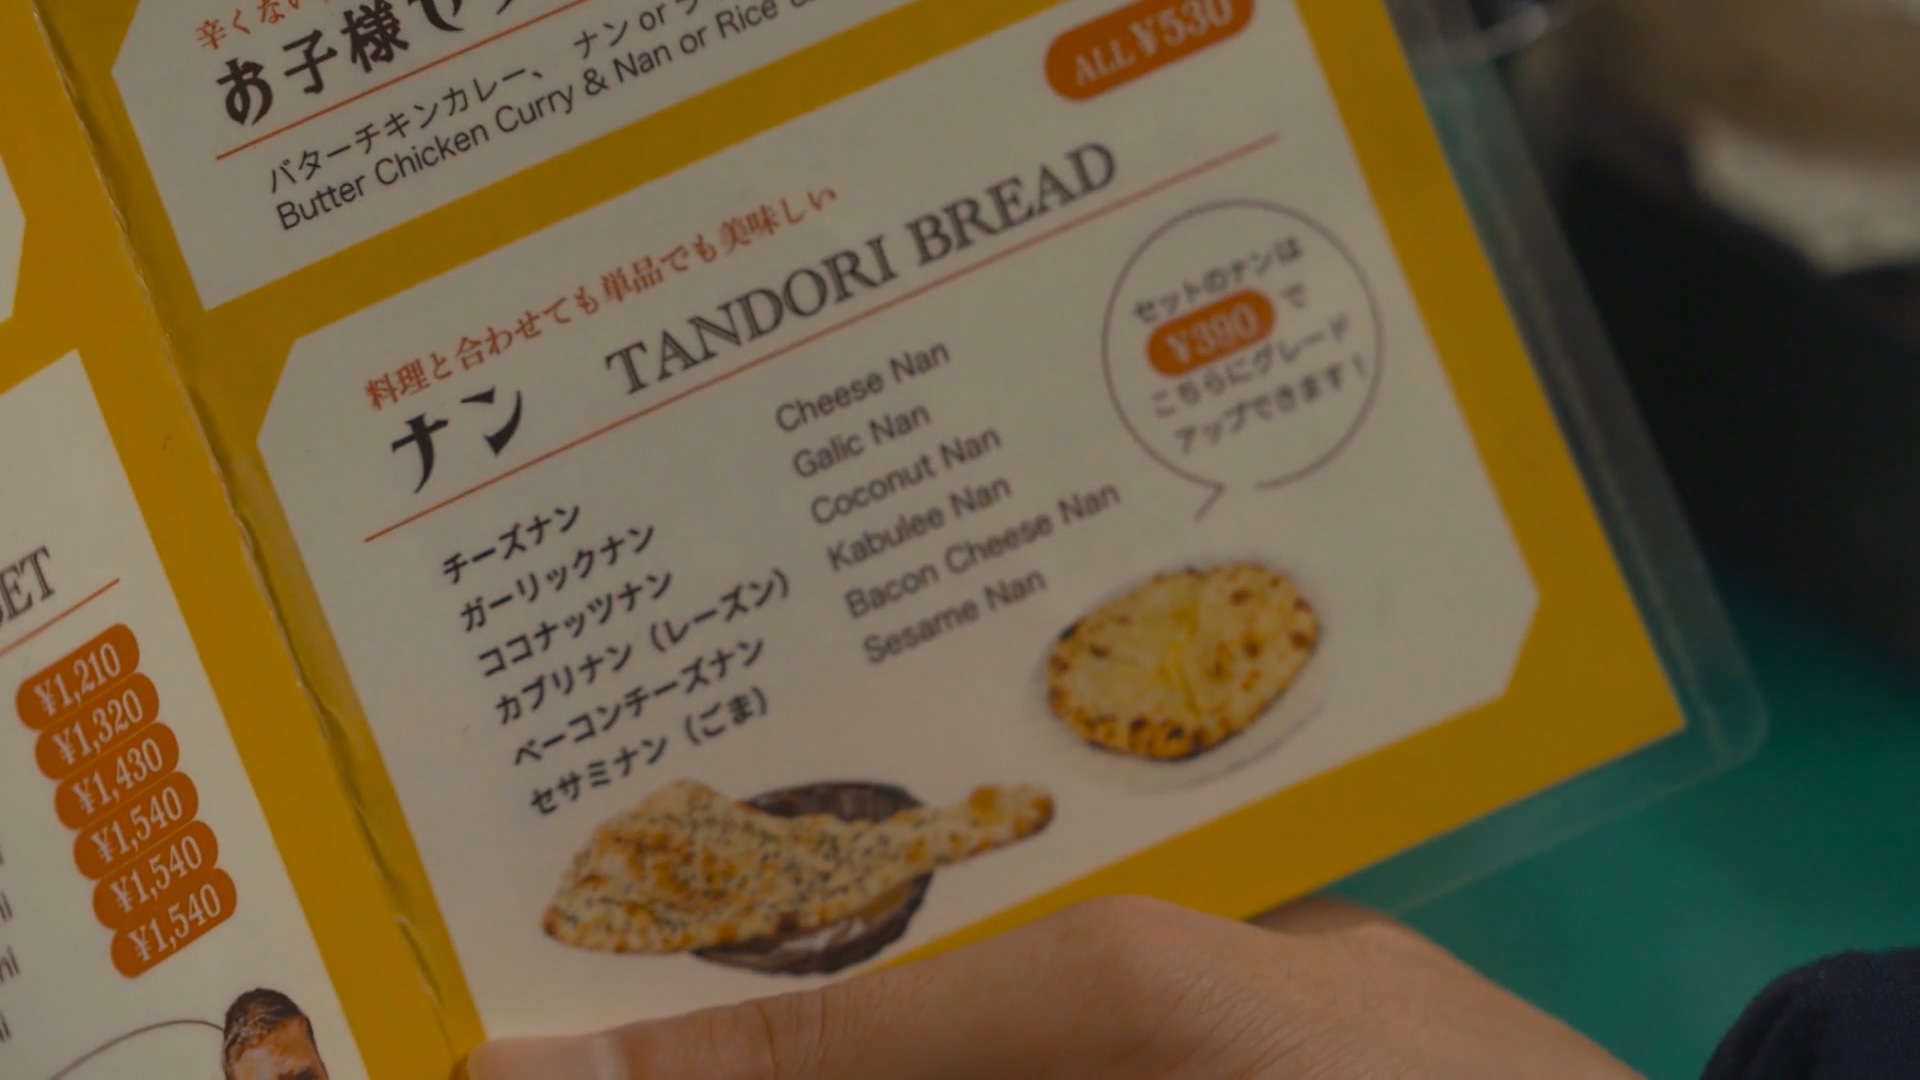 辛くない
お子様セッ
バターチキンカレー、ナン or
Butter Chicken Curry & Nan or Rice
ALL ¥530
料理と合わせても単品でも美味しい
ナン TANDORI BREAD
チーズナン Cheese Nan
ガーリックナン Galic Nan
ココナッツナン Coconut Nan
カブリナン（レーズン） Kabulee Nan
ベーコンチーズナン Bacon Cheese Nan
セサミナン（ごま） Sesame Nan
セットのナンは
¥390 で
こちらにグレード
アップできます！
SET
¥1,210
¥1,320
¥1,430
¥1,540
¥1,540
¥1,540